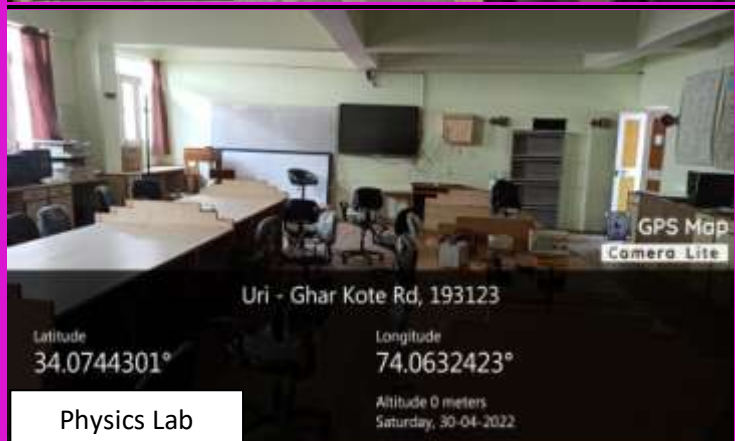 GPS Map
Camera Lite
Uri - Ghar Kote Rd, 193123
Latitude
34.0744301°
Longitude
74.0632423°
Altitude 0 meters
Saturday, 30-04-2022
Physics Lab